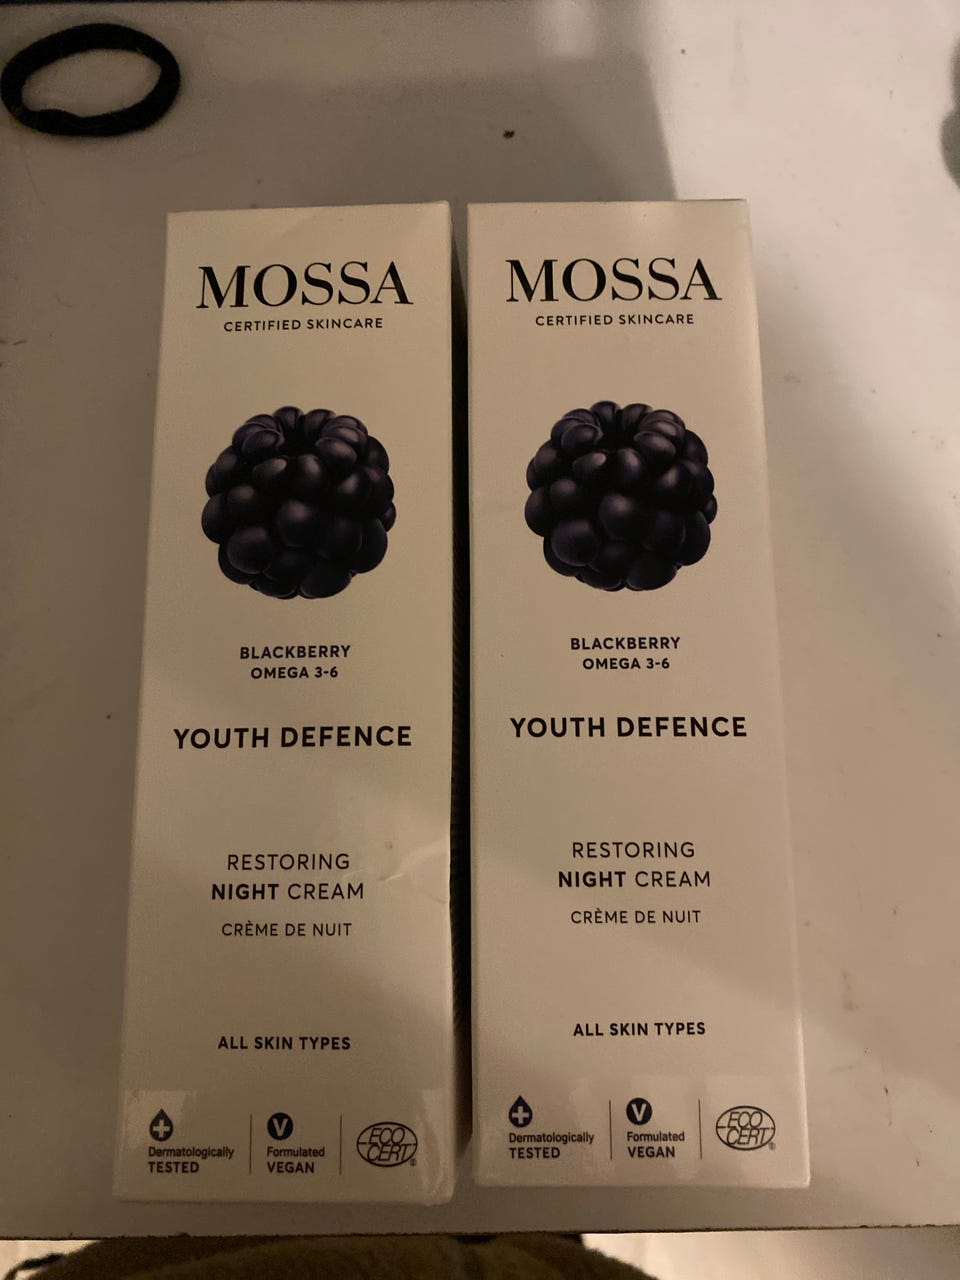 MOSSA
CERTIFIED SKINCARE
BLACKBERRY
OMEGA 3-6
YOUTH DEFENCE
RESTORING
NIGHT CREAM
CRÈME DE NUIT
ALL SKIN TYPES
Dermatologically
TESTED
V
Formulated
VEGAN
ECO
CERT®
MOSSA
CERTIFIED SKINCARE
BLACKBERRY
OMEGA 3-6
YOUTH DEFENCE
RESTORING
NIGHT CREAM
CRÈME DE NUIT
ALL SKIN TYPES
Dermatologically
TESTED
V
Formulated
VEGAN
ECO
CERT®